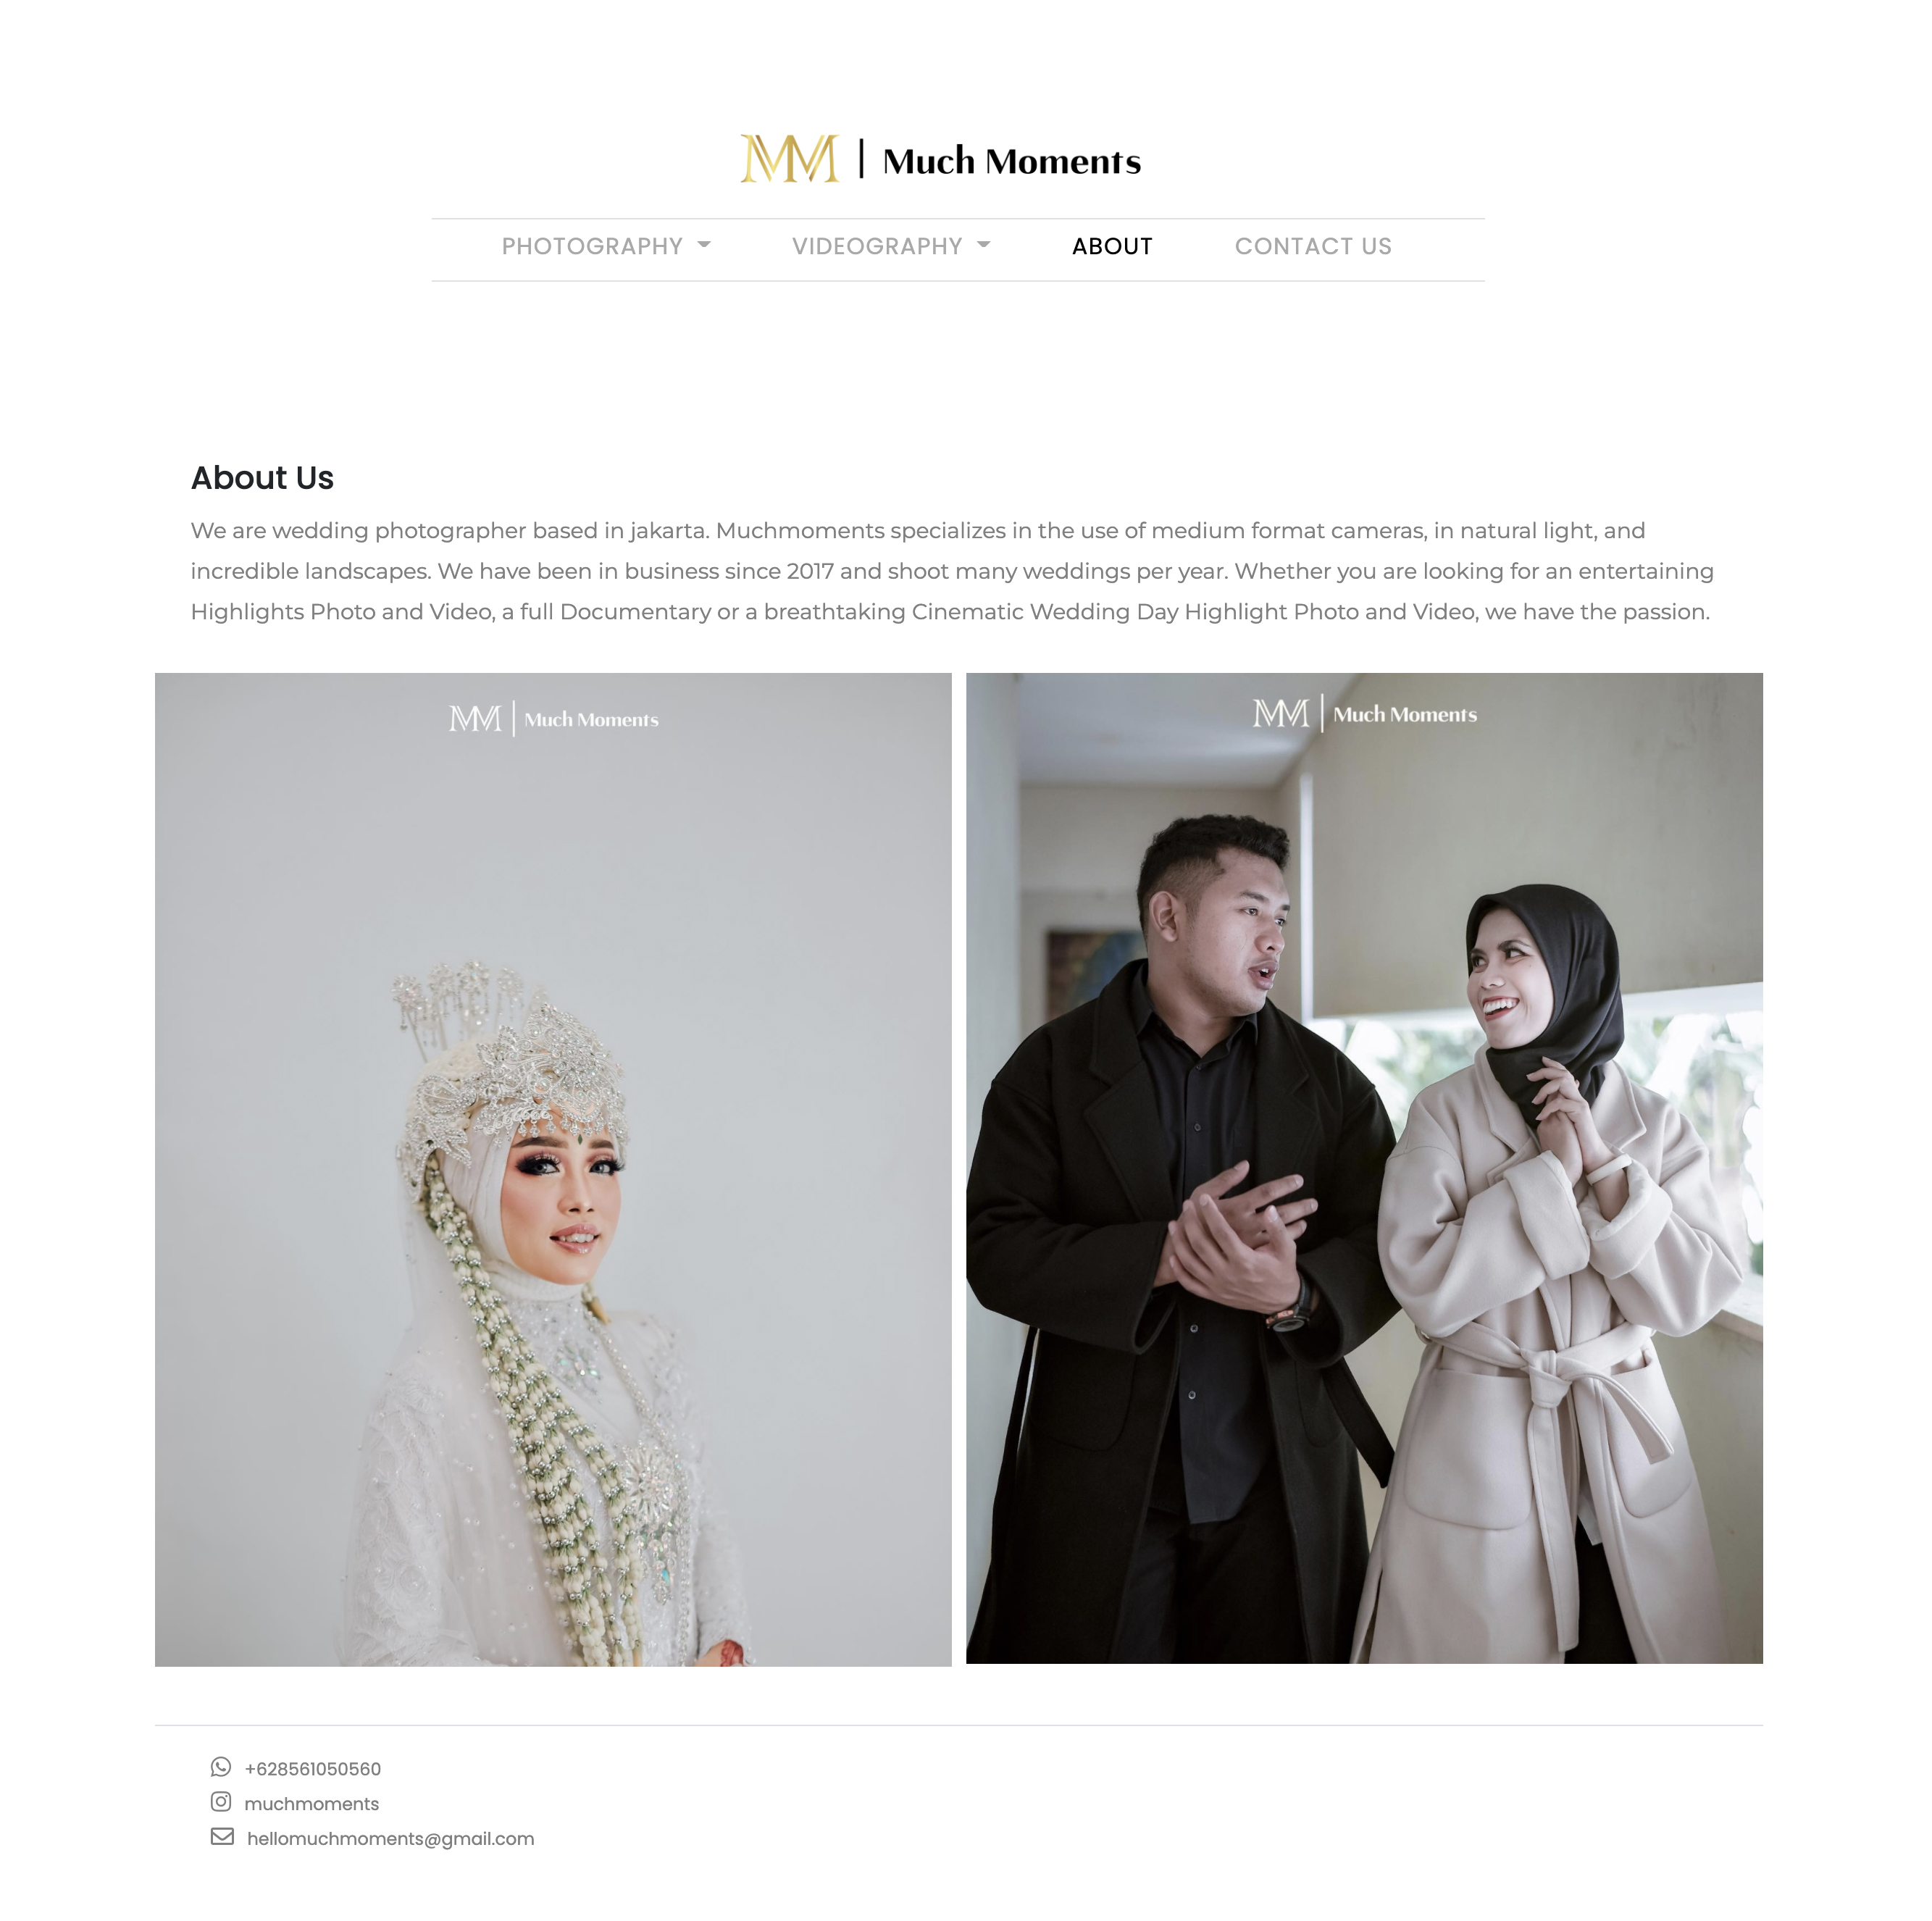 MM | Much Moments
PHOTOGRAPHY
VIDEOGRAPHY
ABOUT
CONTACT US
About Us
We are wedding photographer based in jakarta. Muchmoments specializes in the use of medium format cameras, in natural light, and
incredible landscapes. We have been in business since 2017 and shoot many weddings per year. Whether you are looking for an entertaining
Highlights Photo and Video, a full Documentary or a breathtaking Cinematic Wedding Day Highlight Photo and Video, we have the passion.
MM | Much Moments
MM | Much Moments
+628561050560
muchmoments
hellomuchmoments@gmail.com